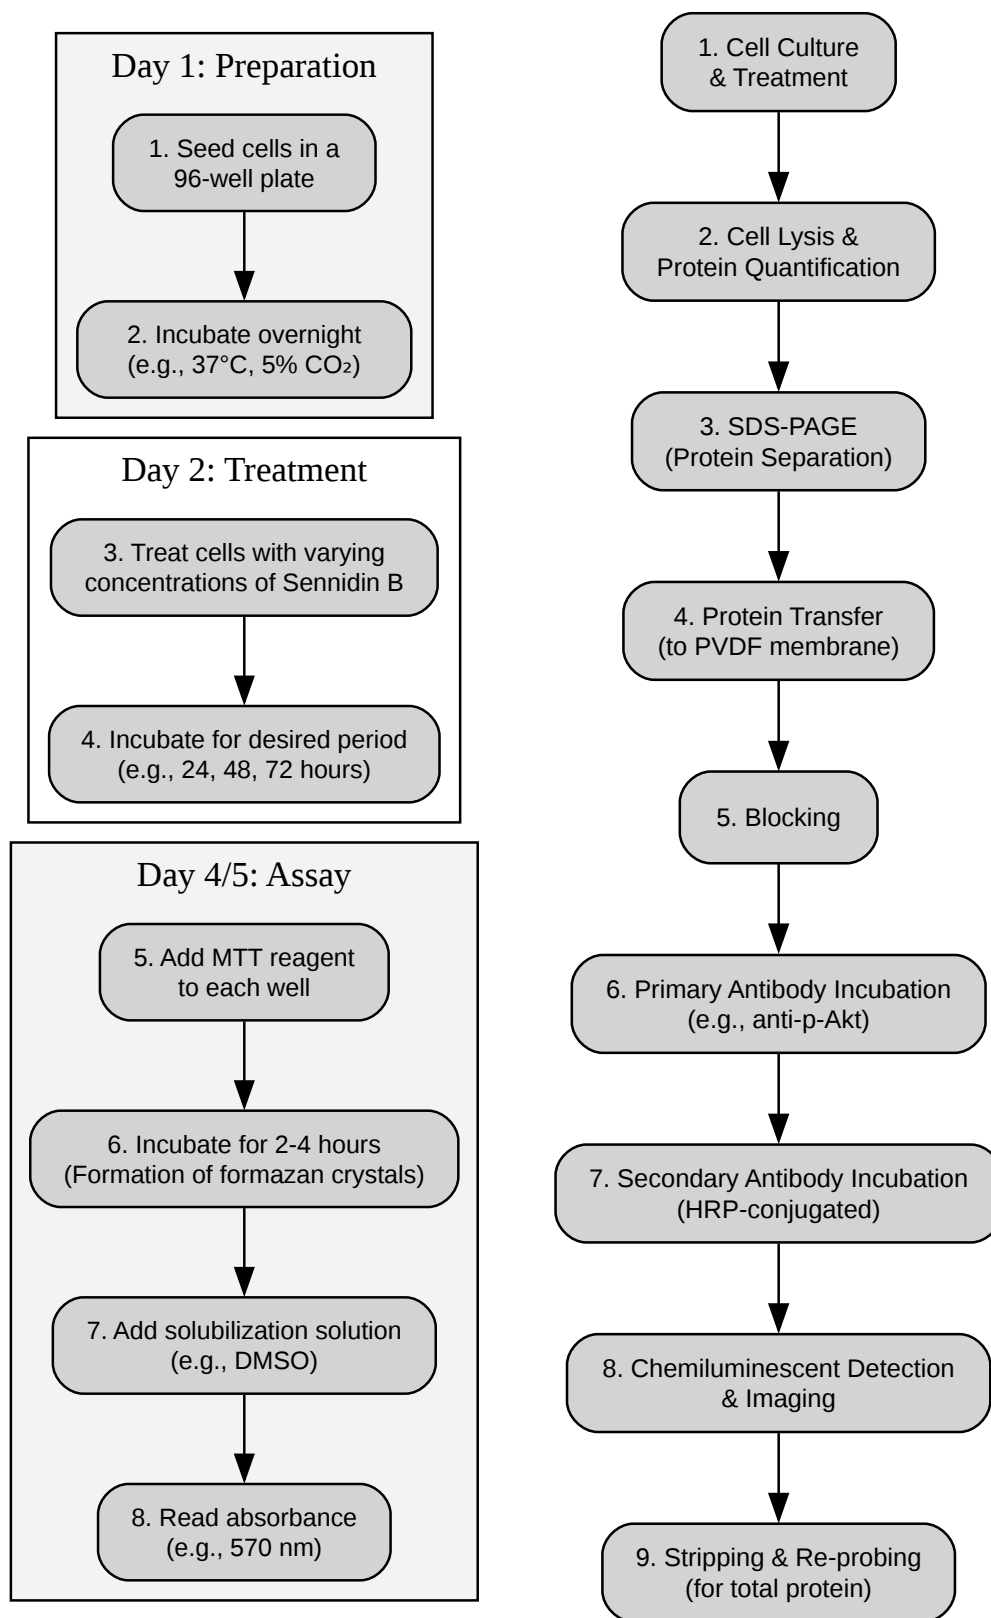 Day 1: Preparation
1. Seed cells in a
96-well plate
2. Incubate overnight
(e.g., 37°C, 5% CO₂)
Day 2: Treatment
3. Treat cells with varying
concentrations of Sennidin B
4. Incubate for desired period
(e.g., 24, 48, 72 hours)
Day 4/5: Assay
5. Add MTT reagent
to each well
6. Incubate for 2-4 hours
(Formation of formazan crystals)
7. Add solubilization solution
(e.g., DMSO)
8. Read absorbance
(e.g., 570 nm)
1. Cell Culture
& Treatment
2. Cell Lysis &
Protein Quantification
3. SDS-PAGE
(Protein Separation)
4. Protein Transfer
(to PVDF membrane)
5. Blocking
6. Primary Antibody Incubation
(e.g., anti-p-Akt)
7. Secondary Antibody Incubation
(HRP-conjugated)
8. Chemiluminescent Detection
& Imaging
9. Stripping & Re-probing
(for total protein)